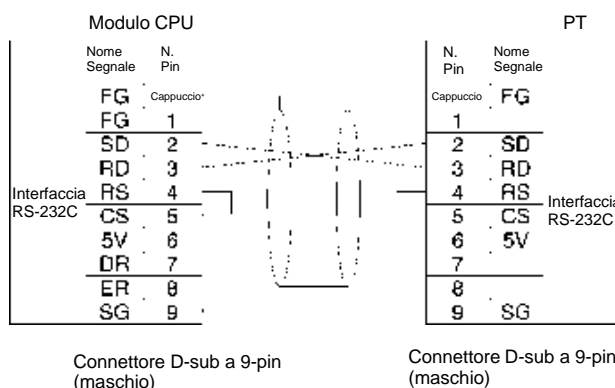 Modulo CPU PT
Nome Segnale N. Pin N. Pin Nome Segnale
FG Cappuccio Cappuccio FG
FG 1 1
SD 2 2 SD
RD 3 3 RD
RS 4 4 RS
Interfaccia RS-232C Interfaccia RS-232C
CS 5 5 CS
5V 6 6 5V
DR 7 7
ER 8 8
SG 9 9 SG
Connettore D-sub a 9-pin Connettore D-sub a 9-pin
(maschio) (maschio)